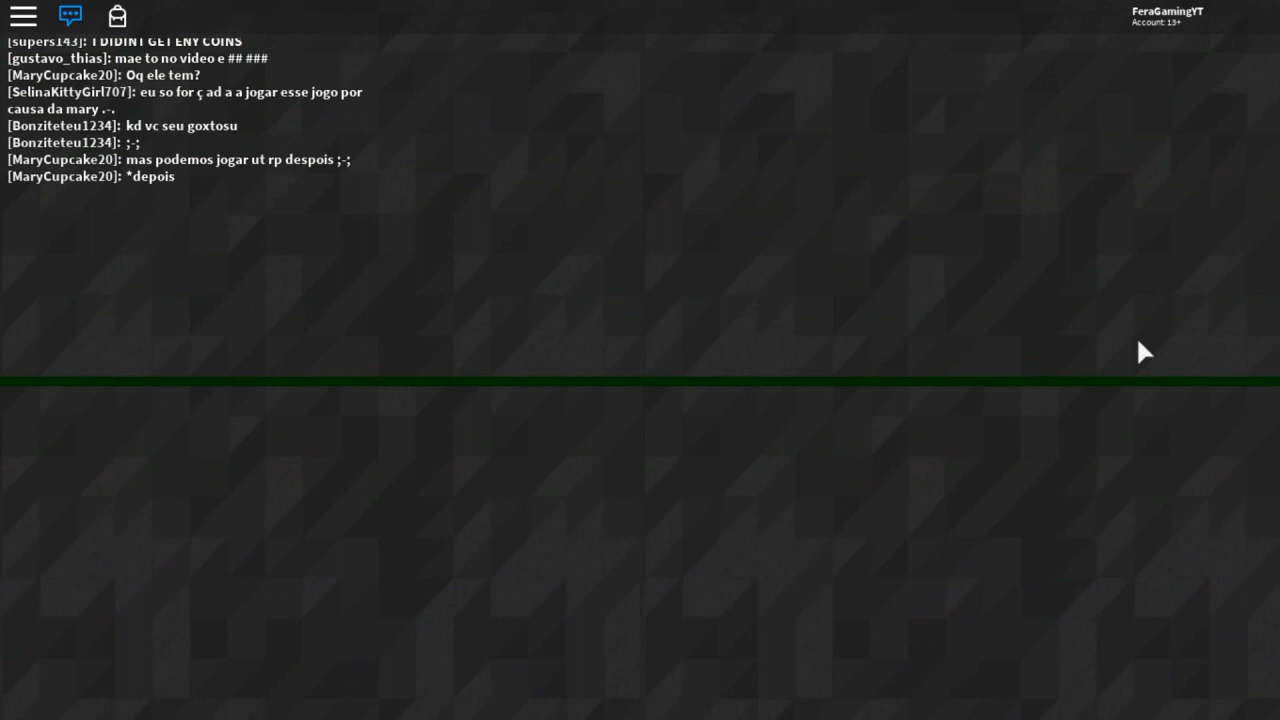 FeraGamingYT
Account: 13+
[supers143]: I DIDINT GET ENY COINS
[gustavo_thias]: mae to no video e ## ###
[MaryCupcake20]: Oq ele tem?
[SelinaKittyGirl707]: eu so for ç ad a a jogar esse jogo por
causa da mary .-.
[Bonziteteu1234]: kd vc seu goxtosu
[Bonziteteu1234]: ;-;
[MaryCupcake20]: mas podemos jogar ut rp despois ;-;
[MaryCupcake20]: *depois